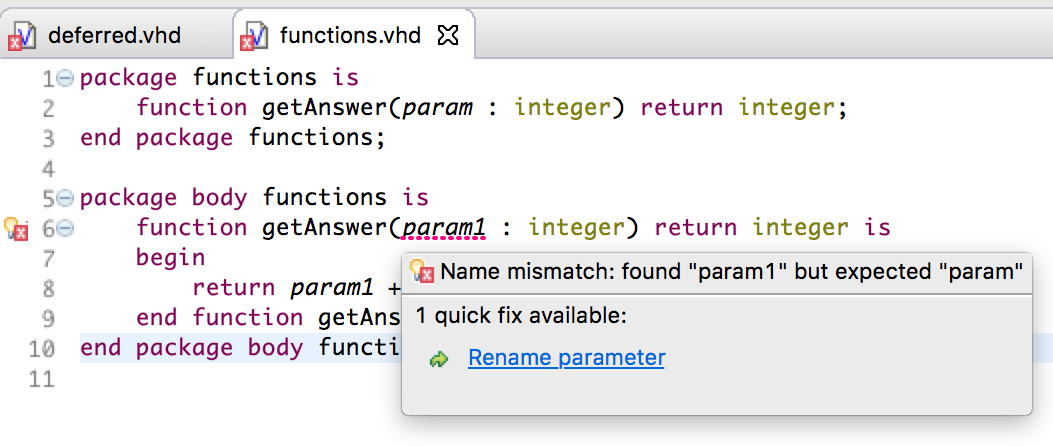 deferred.vhd functions.vhd
1 package functions is
2 function getAnswer(param : integer) return integer;
3 end package functions;
4
5 package body functions is
6 function getAnswer(param1 : integer) return integer is
7 begin
8 return param1 +
9 end function getAns
10 end package body functi
11
Name mismatch: found "param1" but expected "param"
1 quick fix available:
Rename parameter